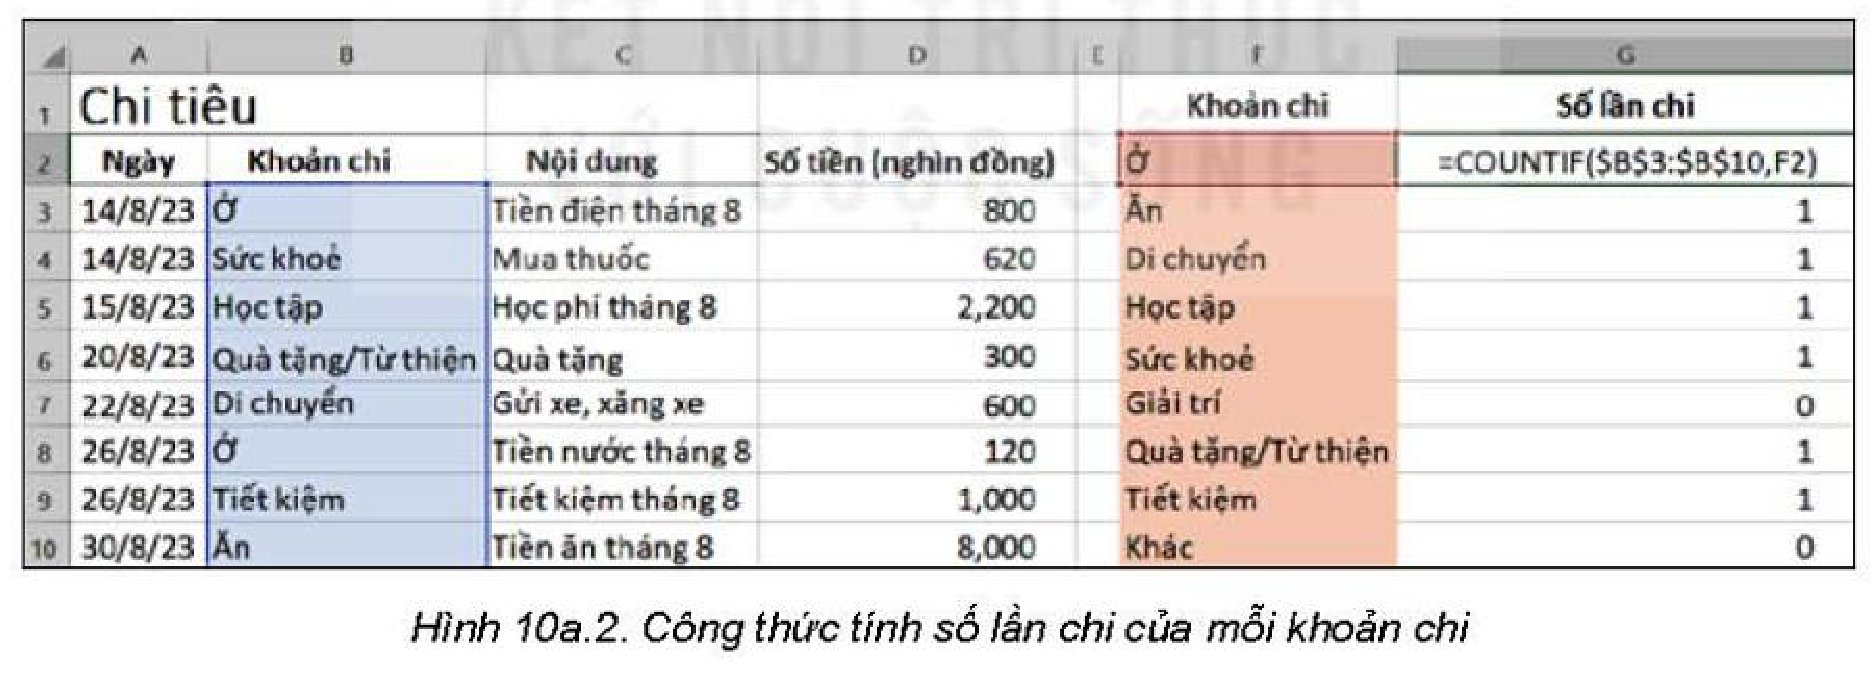 KẾT NỐI TRI THỨC
A B C D E F G
1 Chi tiêu Khoản chi Số lần chi
VỚI CUỘC SỐNG
2 Ngày Khoản chi Nội dung Số tiền (nghìn đồng) Ở =COUNTIF($B$3:$B$10,F2)
3 14/8/23 Ở Tiền điện tháng 8 800 Ăn 1
4 14/8/23 Sức khoẻ Mua thuốc 620 Di chuyển 1
5 15/8/23 Học tập Học phí tháng 8 2,200 Học tập 1
6 20/8/23 Quà tặng/Từ thiện Quà tặng 300 Sức khoẻ 1
7 22/8/23 Di chuyển Gửi xe, xăng xe 600 Giải trí 0
8 26/8/23 Ở Tiền nước tháng 8 120 Quà tặng/Từ thiện 1
9 26/8/23 Tiết kiệm Tiết kiệm tháng 8 1,000 Tiết kiệm 1
10 30/8/23 Ăn Tiền ăn tháng 8 8,000 Khác 0
Hình 10a.2. Công thức tính số lần chi của mỗi khoản chi